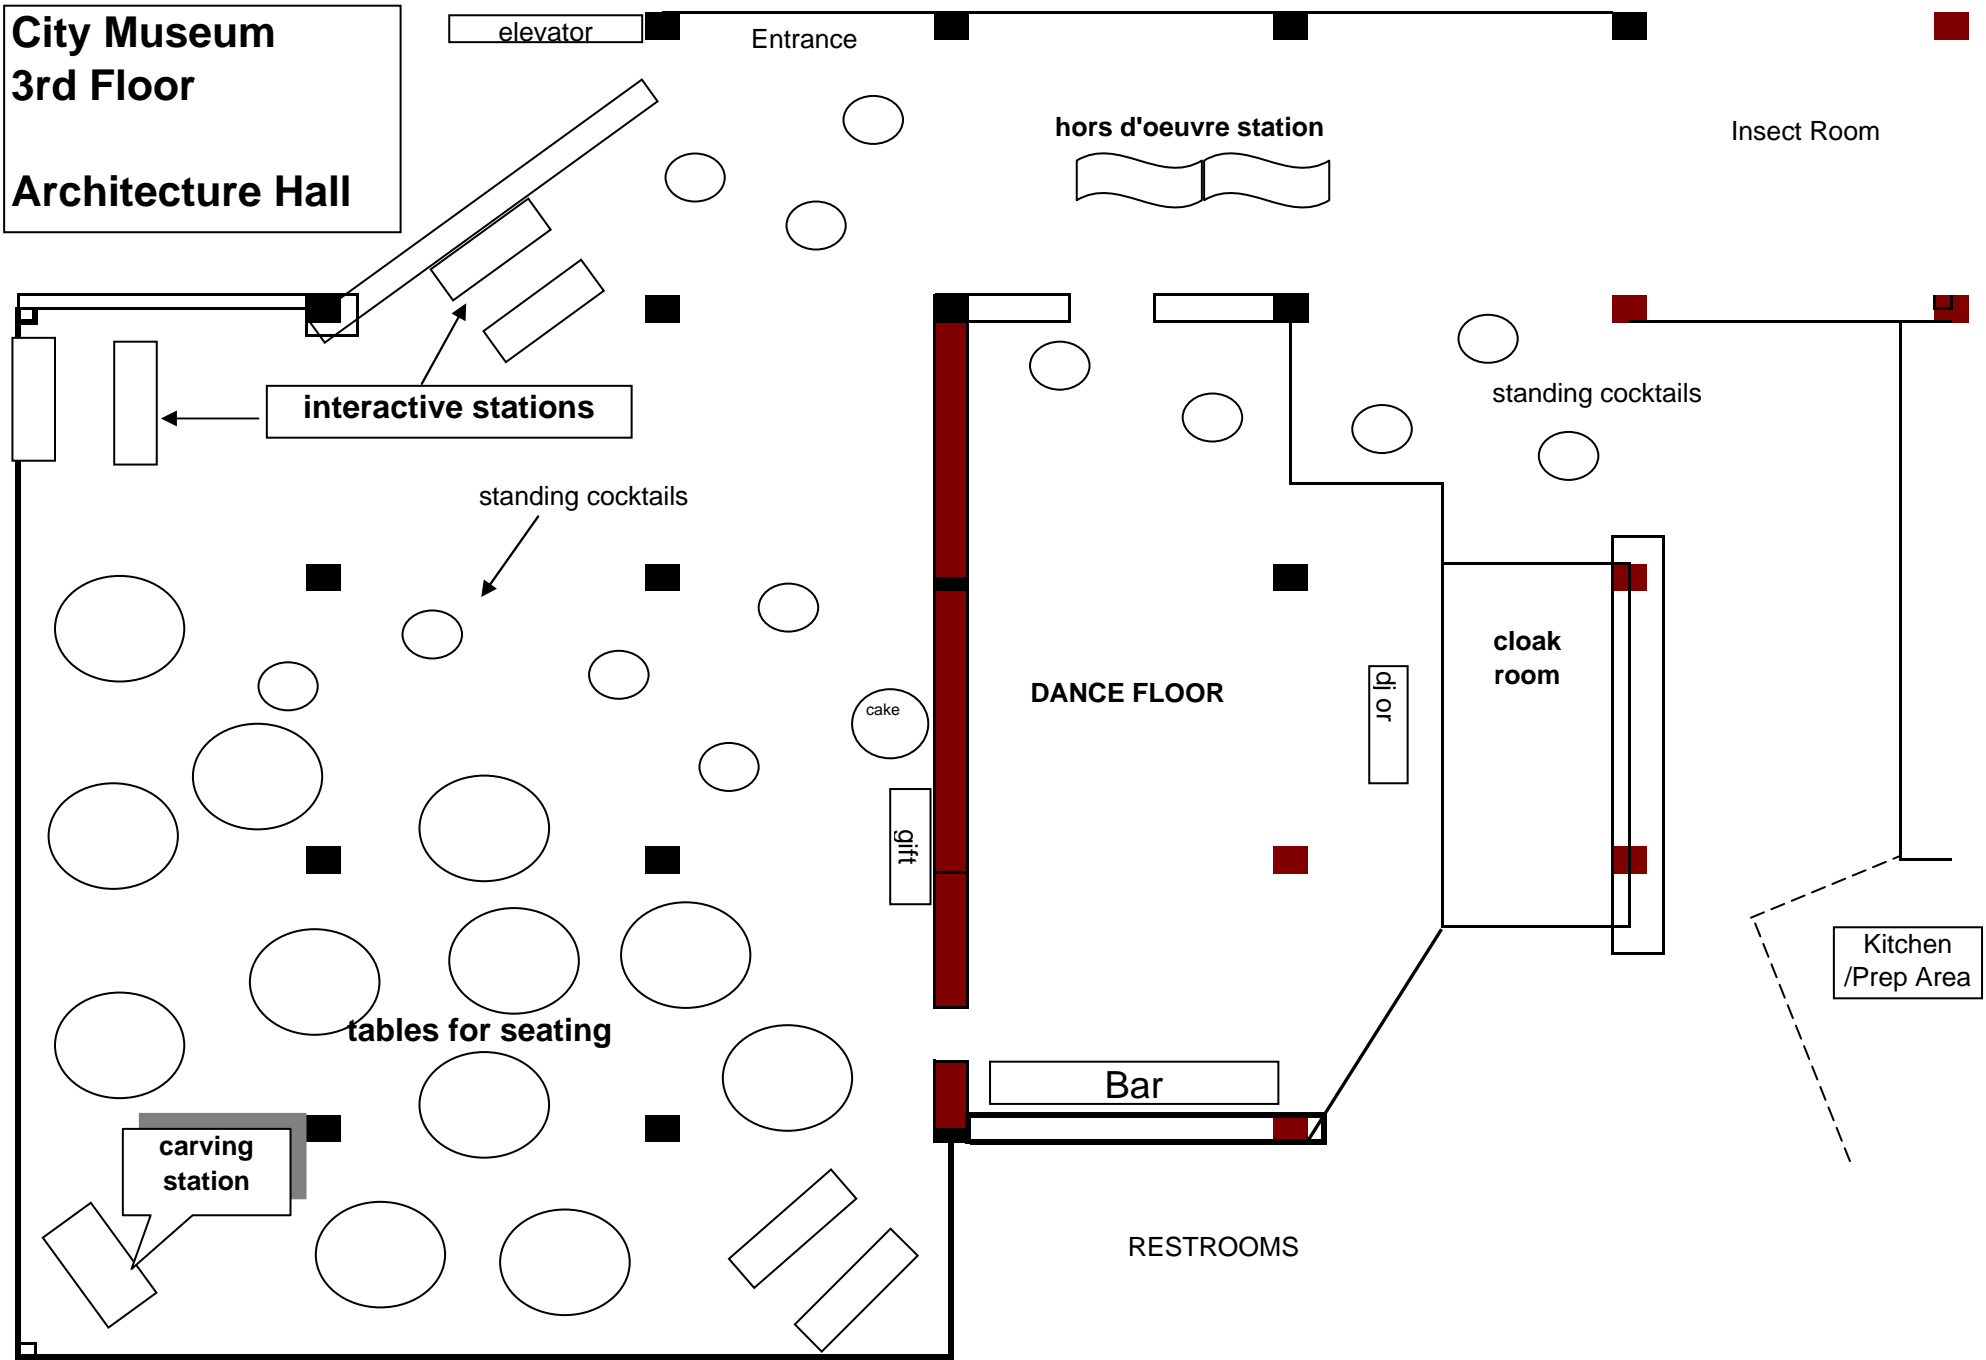 City Museum
3rd Floor
Architecture Hall
elevator
Entrance
hors d'oeuvre station
Insect Room
interactive stations
standing cocktails
standing cocktails
cloak
room
DANCE FLOOR
dj or
cake
gift
tables for seating
Kitchen
/Prep Area
Bar
carving
station
RESTROOMS